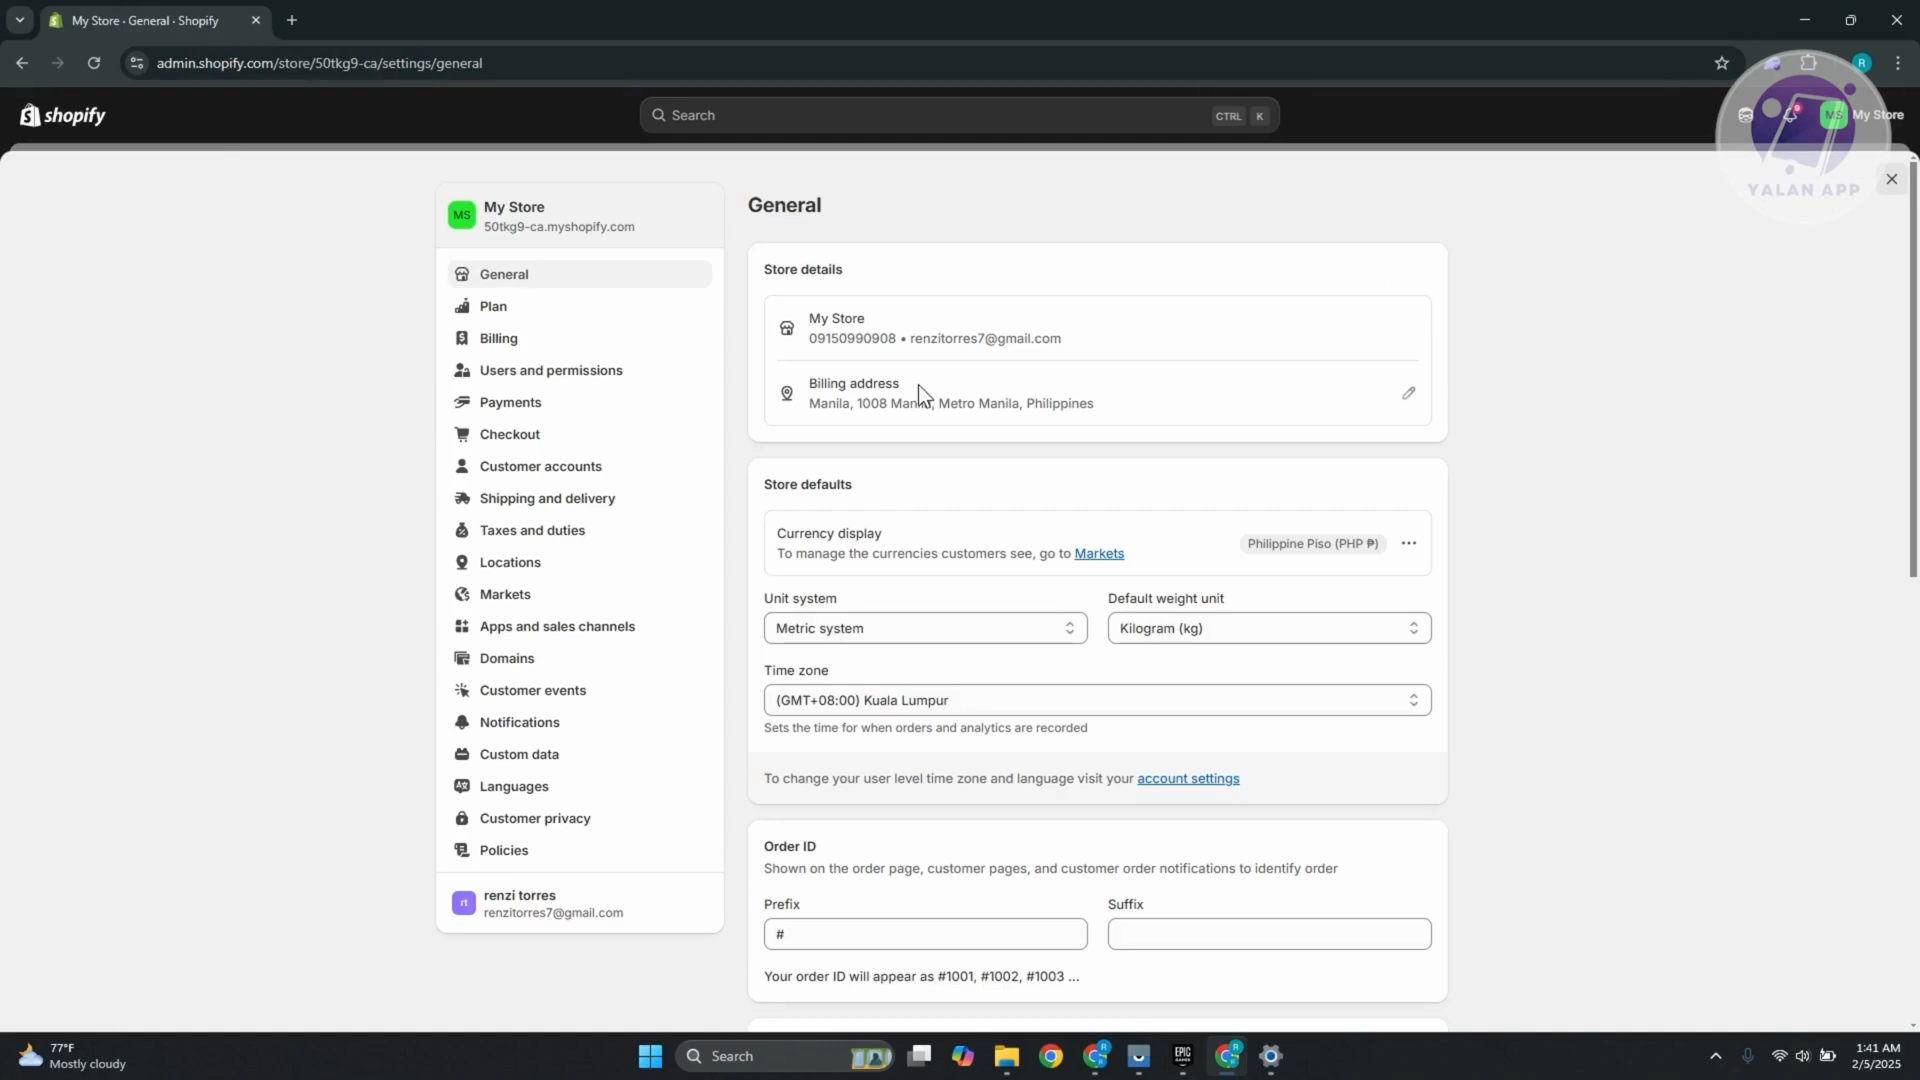 My Store · General · Shopify
admin.shopify.com/store/50tkg9-ca/settings/general
R
shopify
Search
CTRL K
9
MS
My Store
YALAN APP
MS
My Store
50tkg9-ca.myshopify.com
General
Plan
Billing
Users and permissions
Payments
Checkout
Customer accounts
Shipping and delivery
Taxes and duties
Locations
Markets
Apps and sales channels
Domains
Customer events
Notifications
Custom data
Languages
Customer privacy
Policies
rt
renzi torres
renzitorres7@gmail.com
General
Store details
My Store
09150990908 • renzitorres7@gmail.com
Billing address
Manila, 1008 Manila, Metro Manila, Philippines
Store defaults
Currency display
To manage the currencies customers see, go to Markets
Philippine Piso (PHP ₱)
Unit system
Default weight unit
Metric system
Kilogram (kg)
Time zone
(GMT+08:00) Kuala Lumpur
Sets the time for when orders and analytics are recorded
To change your user level time zone and language visit your account settings
Order ID
Shown on the order page, customer pages, and customer order notifications to identify order
Prefix
Suffix
#
Your order ID will appear as #1001, #1002, #1003 ...
77°F
Mostly cloudy
Search
R
EPIC GAMES
R
1:41 AM
2/5/2025